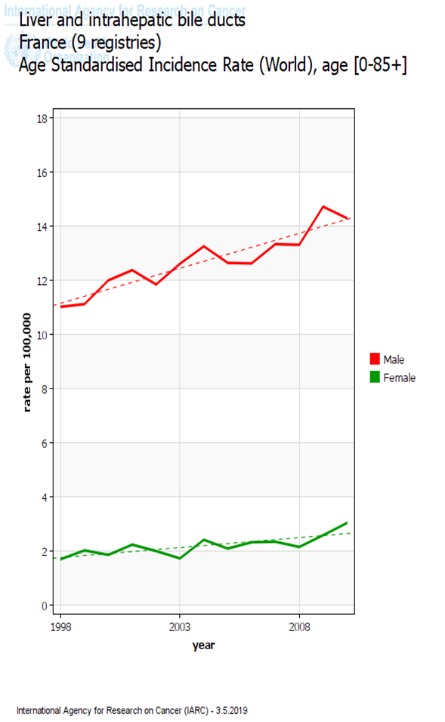 International Agency for Research on Cancer
Liver and intrahepatic bile ducts
France (9 registries)
Organization
Age Standardised Incidence Rate (World), age [0-85+]
18
16
14
12
10
8
6
4
2
0
rate per 100,000
1998
2003
2008
year
Male
Female
International Agency for Research on Cancer (IARC) - 3.5.2019